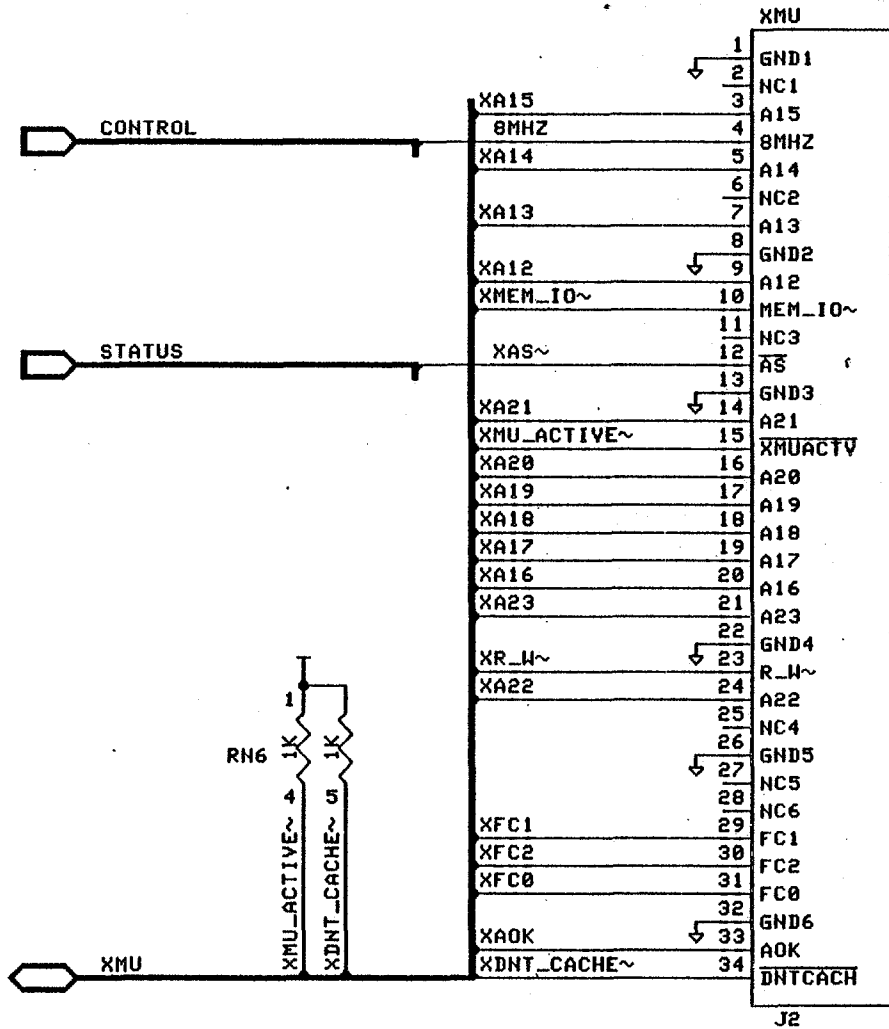 XMU
1 GND1
2 NC1
XA15 3 A15
CONTROL 8MHZ 4 8MHZ
XA14 5 A14
6 NC2
XA13 7 A13
8 GND2
XA12 9 A12
XMEM_IO~ 10 MEM_IO~
11 NC3
STATUS XAS~ 12 AS
13 GND3
XA21 14 A21
XMU_ACTIVE~ 15 XMUACTV
XA20 16 A20
XA19 17 A19
XA18 18 A18
XA17 19 A17
XA16 20 A16
XA23 21 A23
22 GND4
XR_W~ 23 R_W~
XA22 24 A22
25 NC4
26 GND5
27 NC5
28 NC6
XFC1 29 FC1
XFC2 30 FC2
XFC0 31 FC0
32 GND6
XAOK 33 AOK
XDNT_CACHE~ 34 DNTCACH
J2
1
RN6 1K 1K
4 5
XMU_ACTIVE~
XDNT_CACHE~
XMU